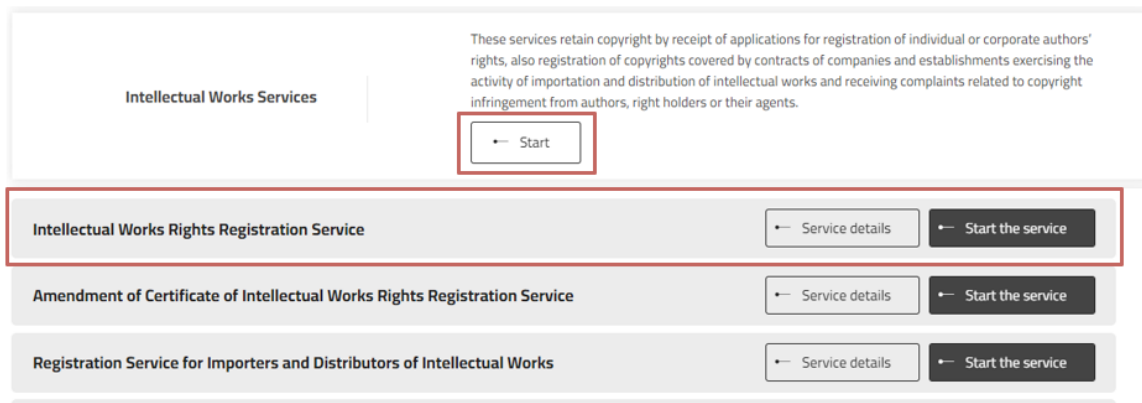 These services retain copyright by receipt of applications for registration of individual or corporate authors'
rights, also registration of copyrights covered by contracts of companies and establishments exercising the
activity of importation and distribution of intellectual works and receiving complaints related to copyright
infringement from authors, right holders or their agents.
Intellectual Works Services
Start
Intellectual Works Rights Registration Service
Service details
Start the service
Amendment of Certificate of Intellectual Works Rights Registration Service
Service details
Start the service
Registration Service for Importers and Distributors of Intellectual Works
Service details
Start the service